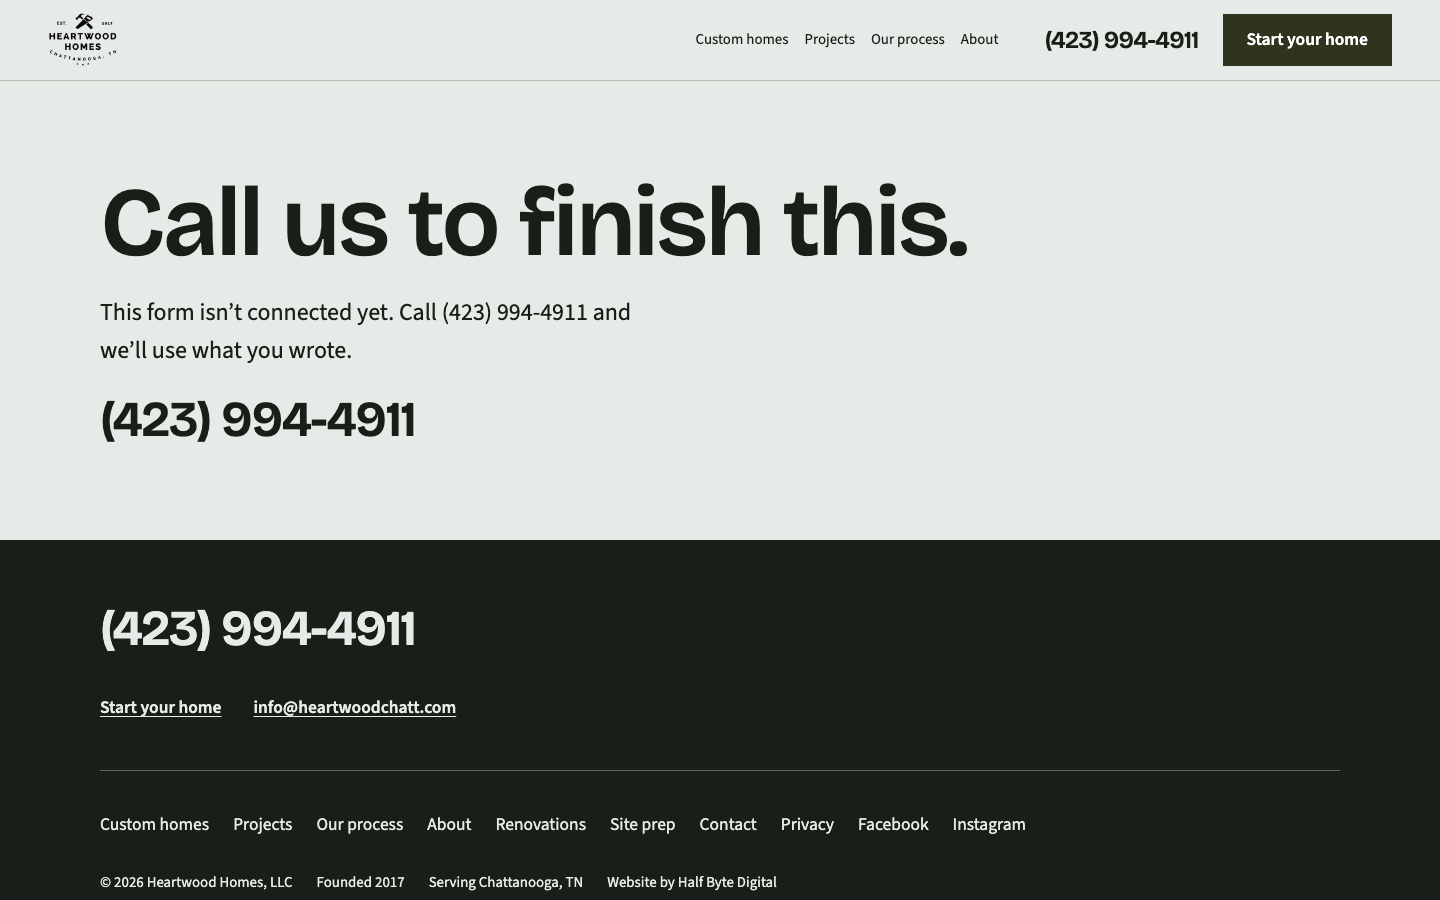 EST. 2017
HEARTWOOD
HOMES
CHATTANOOGA, TN
Custom homes Projects Our process About (423) 994-4911 Start your home
Call us to finish this.
This form isn’t connected yet. Call (423) 994-4911 and
we’ll use what you wrote.
(423) 994-4911
(423) 994-4911
Start your home info@heartwoodchatt.com
Custom homes Projects Our process About Renovations Site prep Contact Privacy Facebook Instagram
© 2026 Heartwood Homes, LLC Founded 2017 Serving Chattanooga, TN Website by Half Byte Digital